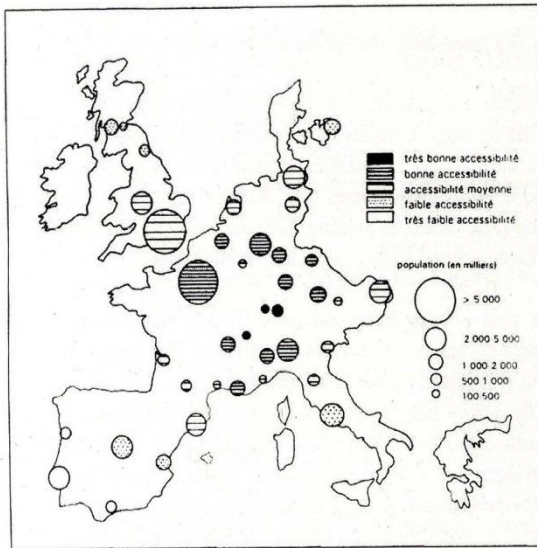 très bonne accessibilité
bonne accessibilité
accessibilité moyenne
faible accessibilité
très faible accessibilité
population (en milliers)
> 5 000
2 000 5 000
1 000 2 000
500 1 000
100 500